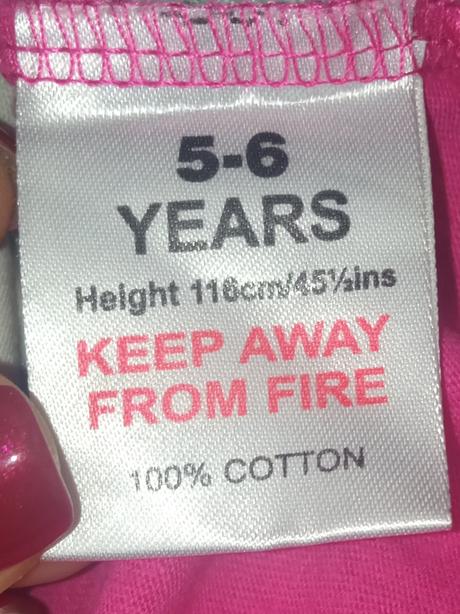 5-6
YEARS
Height 116cm/45½ins
KEEP AWAY
FROM FIRE
100% COTTON